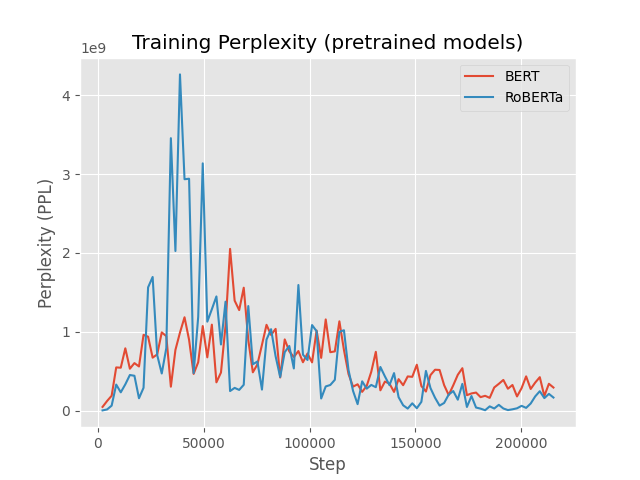 Training Perplexity (pretrained models)
1e9
BERT
RoBERTa
4
3
2
1
0
Perplexity (PPL)
0
50000
100000
150000
200000
Step